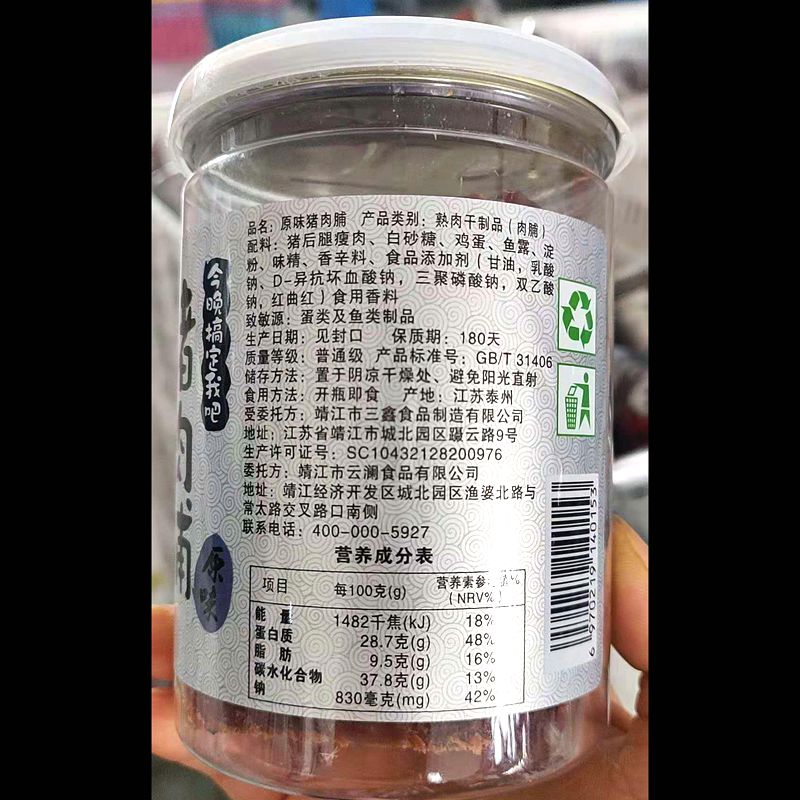 品名：原味猪肉脯 产品类别：熟肉干制品（肉脯）
配料：猪后腿瘦肉、白砂糖、鸡蛋、鱼露、淀
粉、味精、香辛料、食品添加剂（甘油，乳酸
钠、D-异抗坏血酸钠，三聚磷酸钠，双乙酸
钠，红曲红）食用香料
致敏源：蛋类及鱼类制品
生产日期：见封口 保质期：180天
质量等级：普通级 产品标准号：GB/T 31406
储存方法：置于阴凉干燥处、避免阳光直射
食用方法：开瓶即食 产地：江苏泰州
受委托方：靖江市三鑫食品制造有限公司
地址：江苏省靖江市城北园区蹑云路9号
生产许可证号：SC10432128200976
委托方：靖江市云澜食品有限公司
地址：靖江经济开发区城北园区渔婆北路与
常太路交叉路口南侧
联系电话：400-000-5927
营养成分表
项目 每100克(g) 营养素参 %
（NRV%）
能 量 1482千焦(kJ) 18%
蛋白质 28.7克(g) 48%
脂 肪 9.5克(g) 16%
碳水化合物 37.8克(g) 13%
钠 830毫克(mg) 42%
今晚搞定我吧
猪肉脯
原味
6 970219 140153